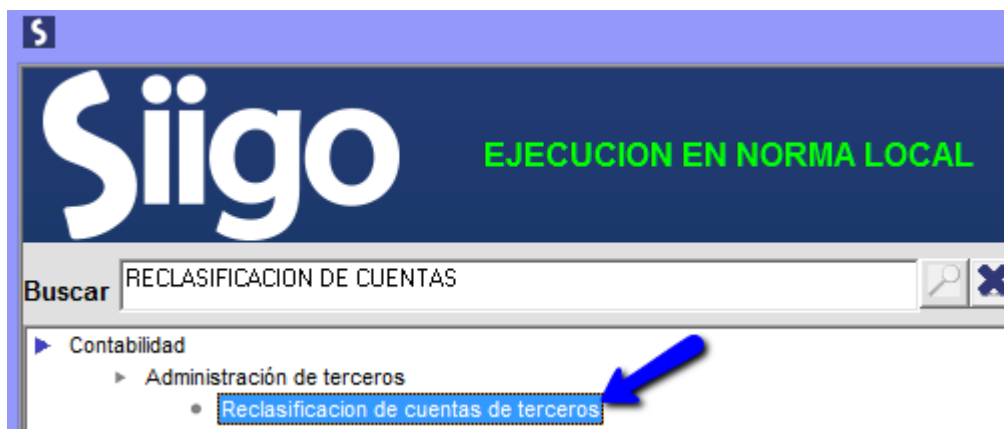 S
Siigo
EJECUCION EN NORMA LOCAL
Buscar RECLASIFICACION DE CUENTAS
Contabilidad
Administración de terceros
Reclasificacion de cuentas de terceros